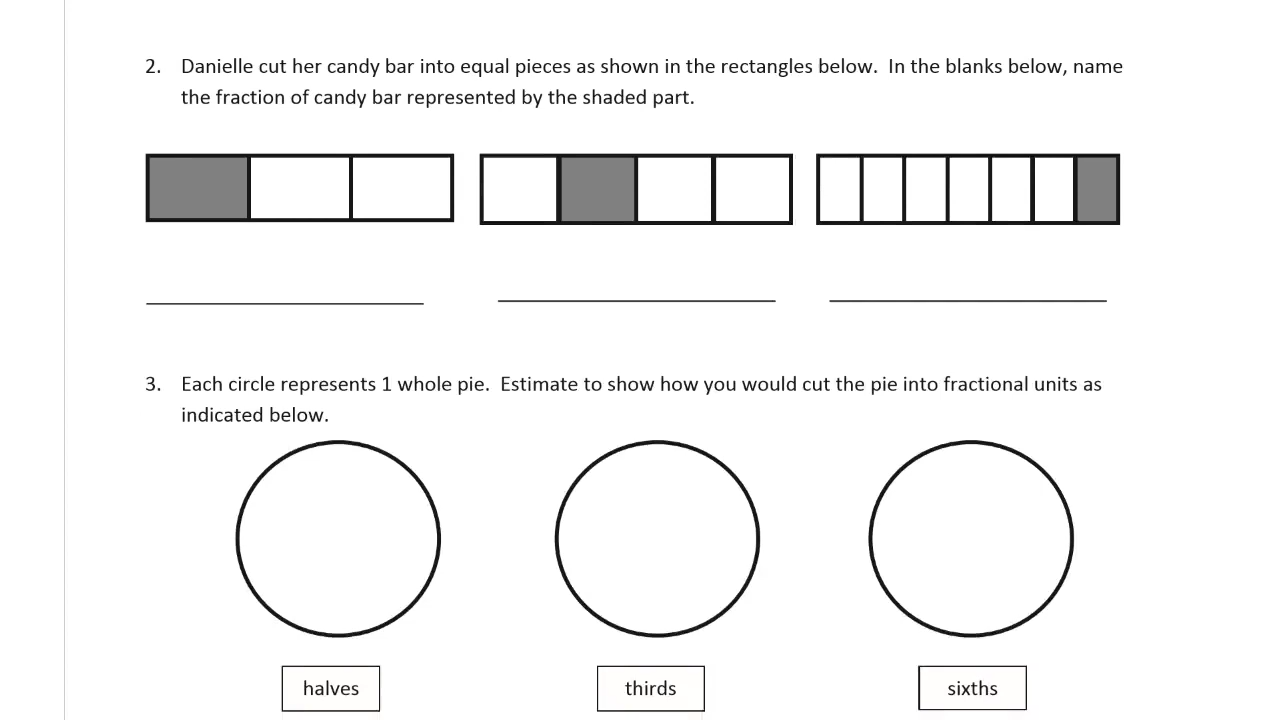 2. Danielle cut her candy bar into equal pieces as shown in the rectangles below. In the blanks below, name
the fraction of candy bar represented by the shaded part.
3. Each circle represents 1 whole pie. Estimate to show how you would cut the pie into fractional units as
indicated below.
halves thirds sixths